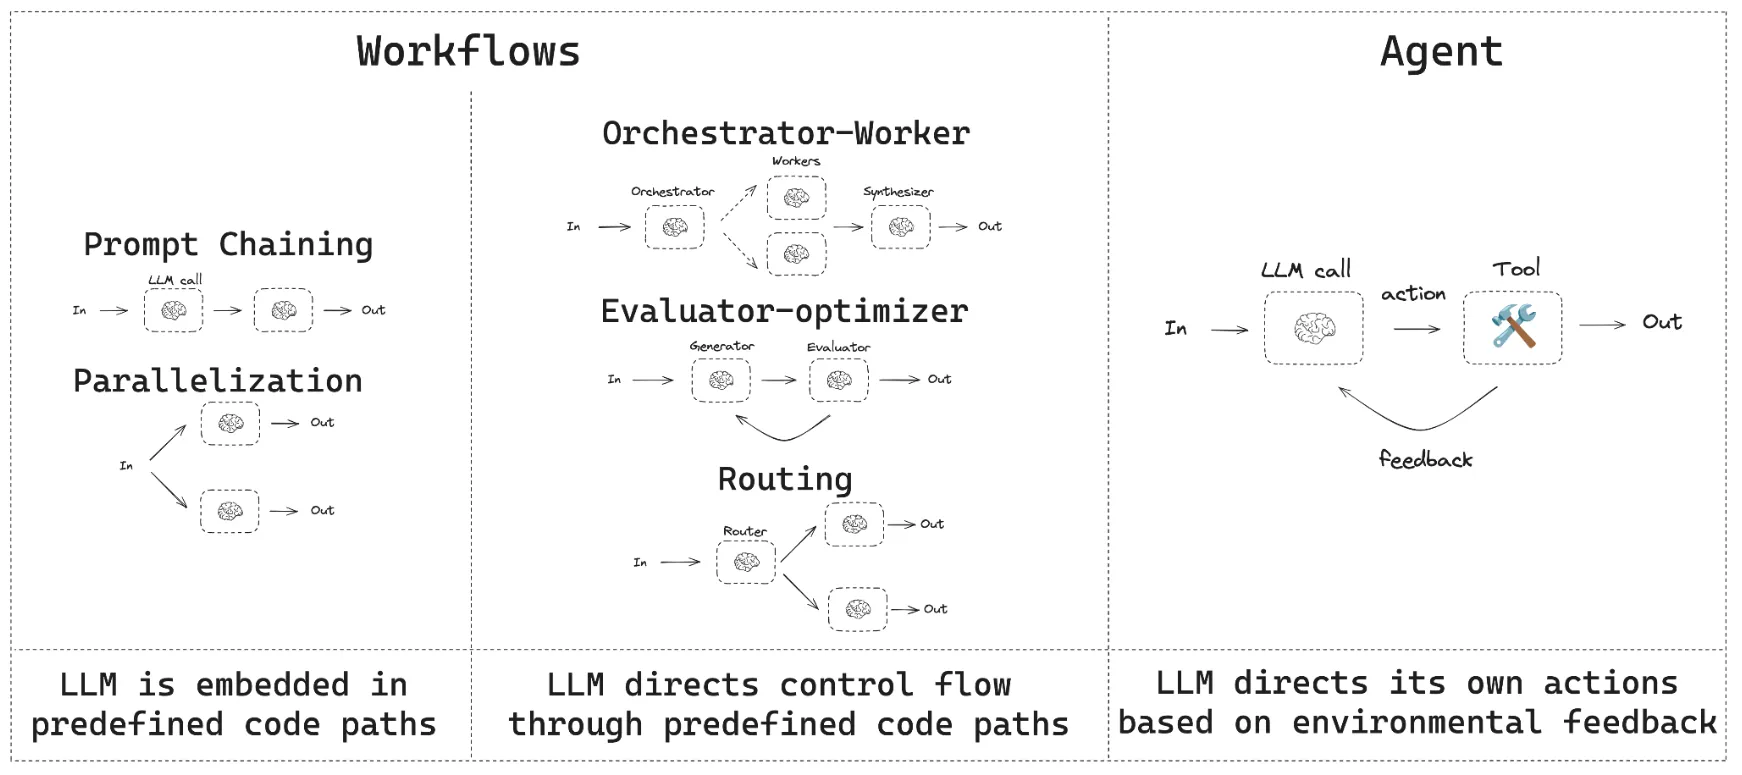 Workflows
Agent
Prompt Chaining
LLM call
In
Out
Parallelization
In
Out
Out
Orchestrator-Worker
Workers
Orchestrator
Synthesizer
In
Out
Evaluator-optimizer
Generator
Evaluator
In
Out
Routing
Router
In
Out
Out
LLM call
action
Tool
In
Out
feedback
LLM is embedded in
predefined code paths
LLM directs control flow
through predefined code paths
LLM directs its own actions
based on environmental feedback